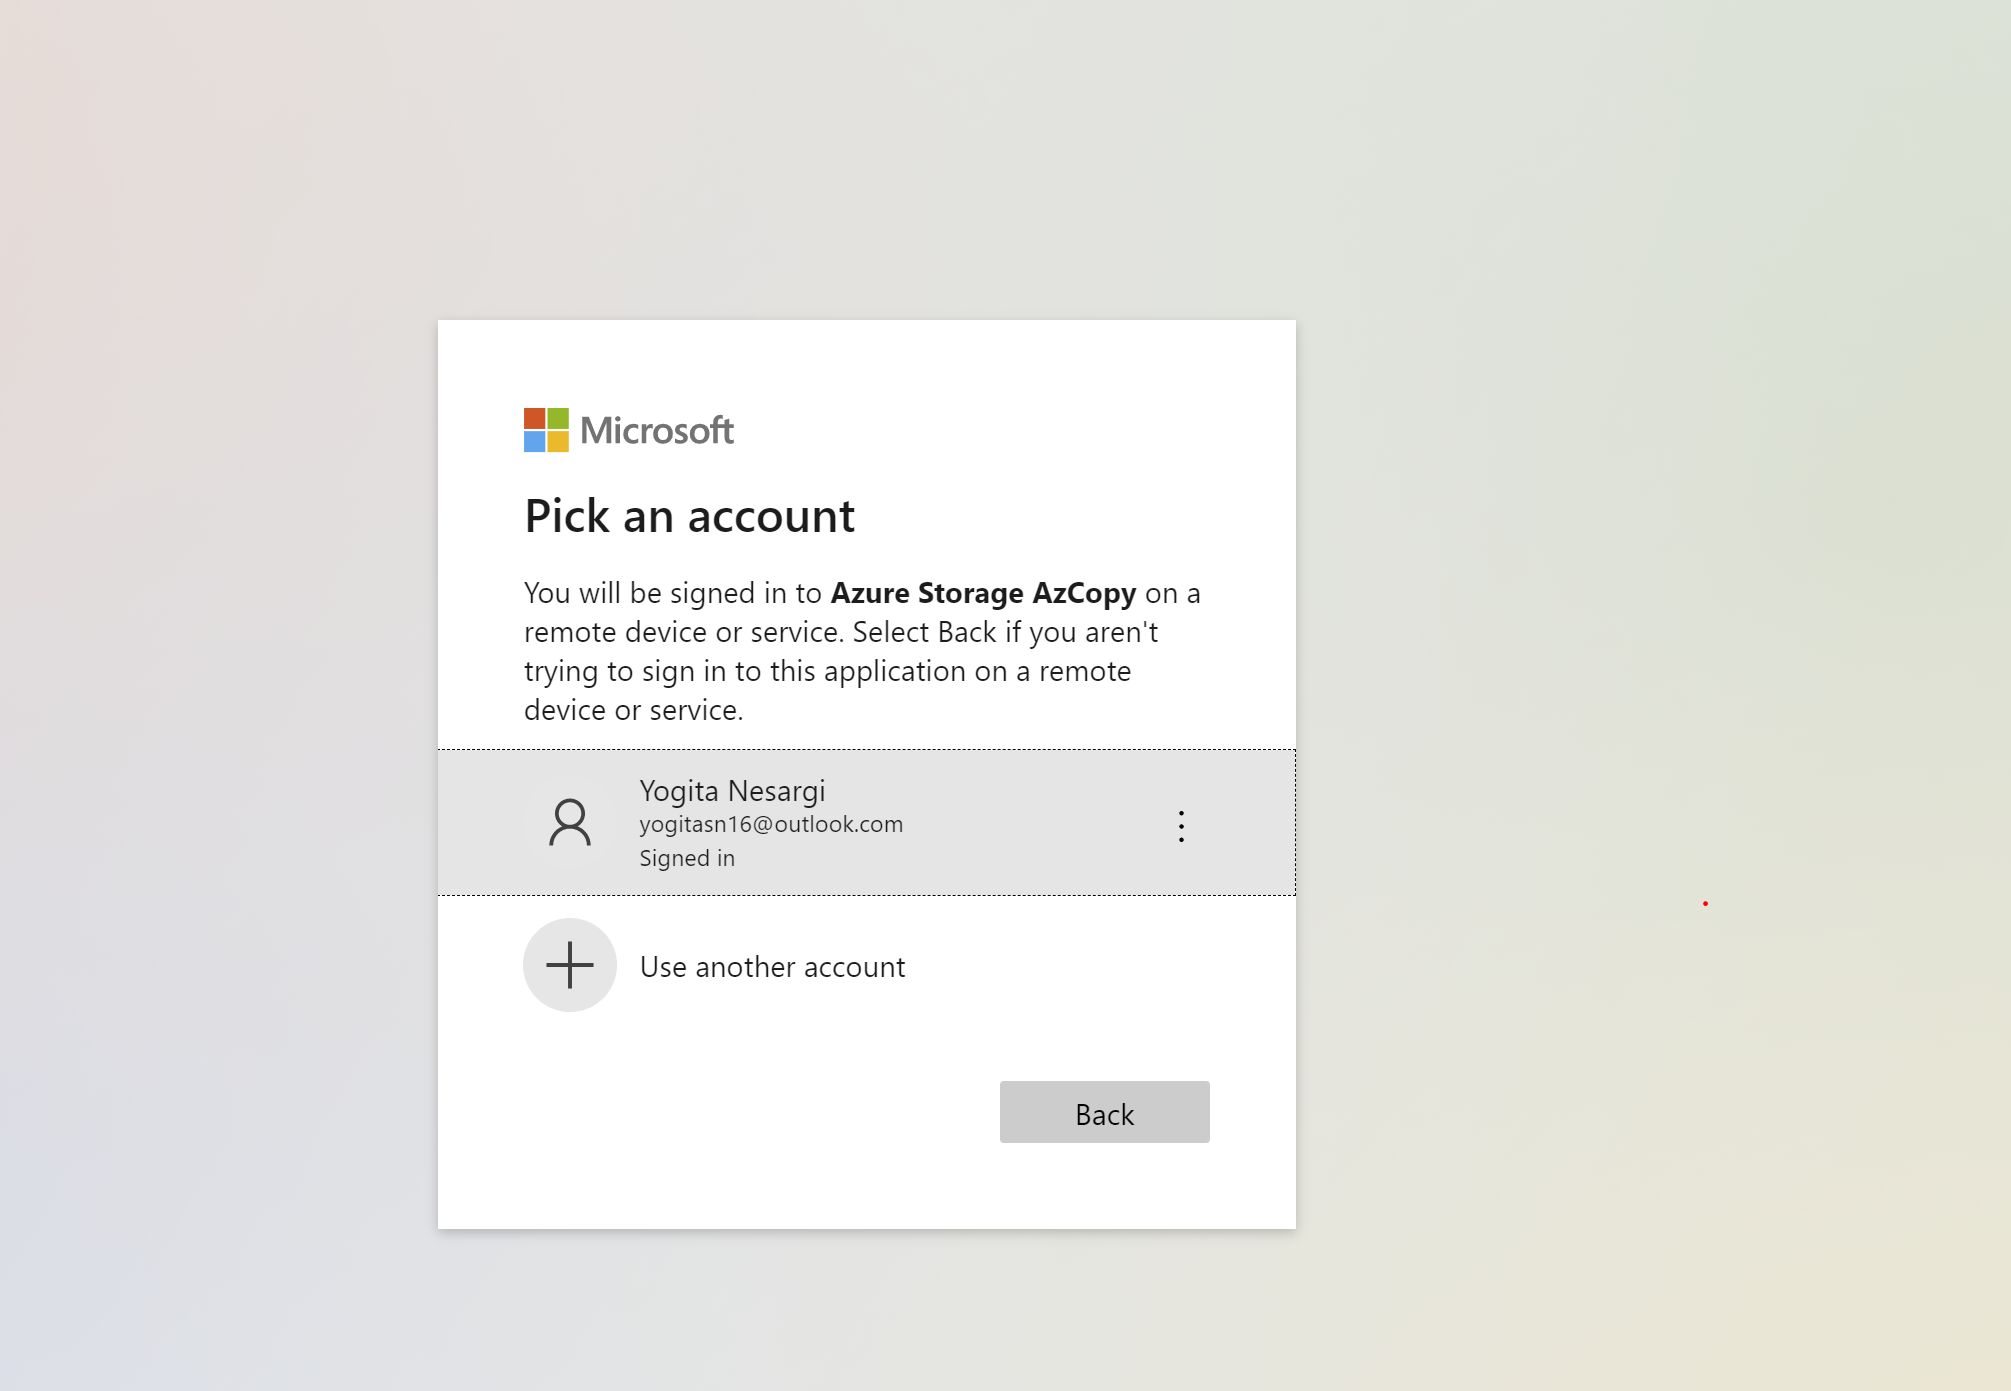 Microsoft
Pick an account
You will be signed in to Azure Storage AzCopy on a
remote device or service. Select Back if you aren't
trying to sign in to this application on a remote
device or service.
Yogita Nesargi
yogitasn16@outlook.com
Signed in
Use another account
Back